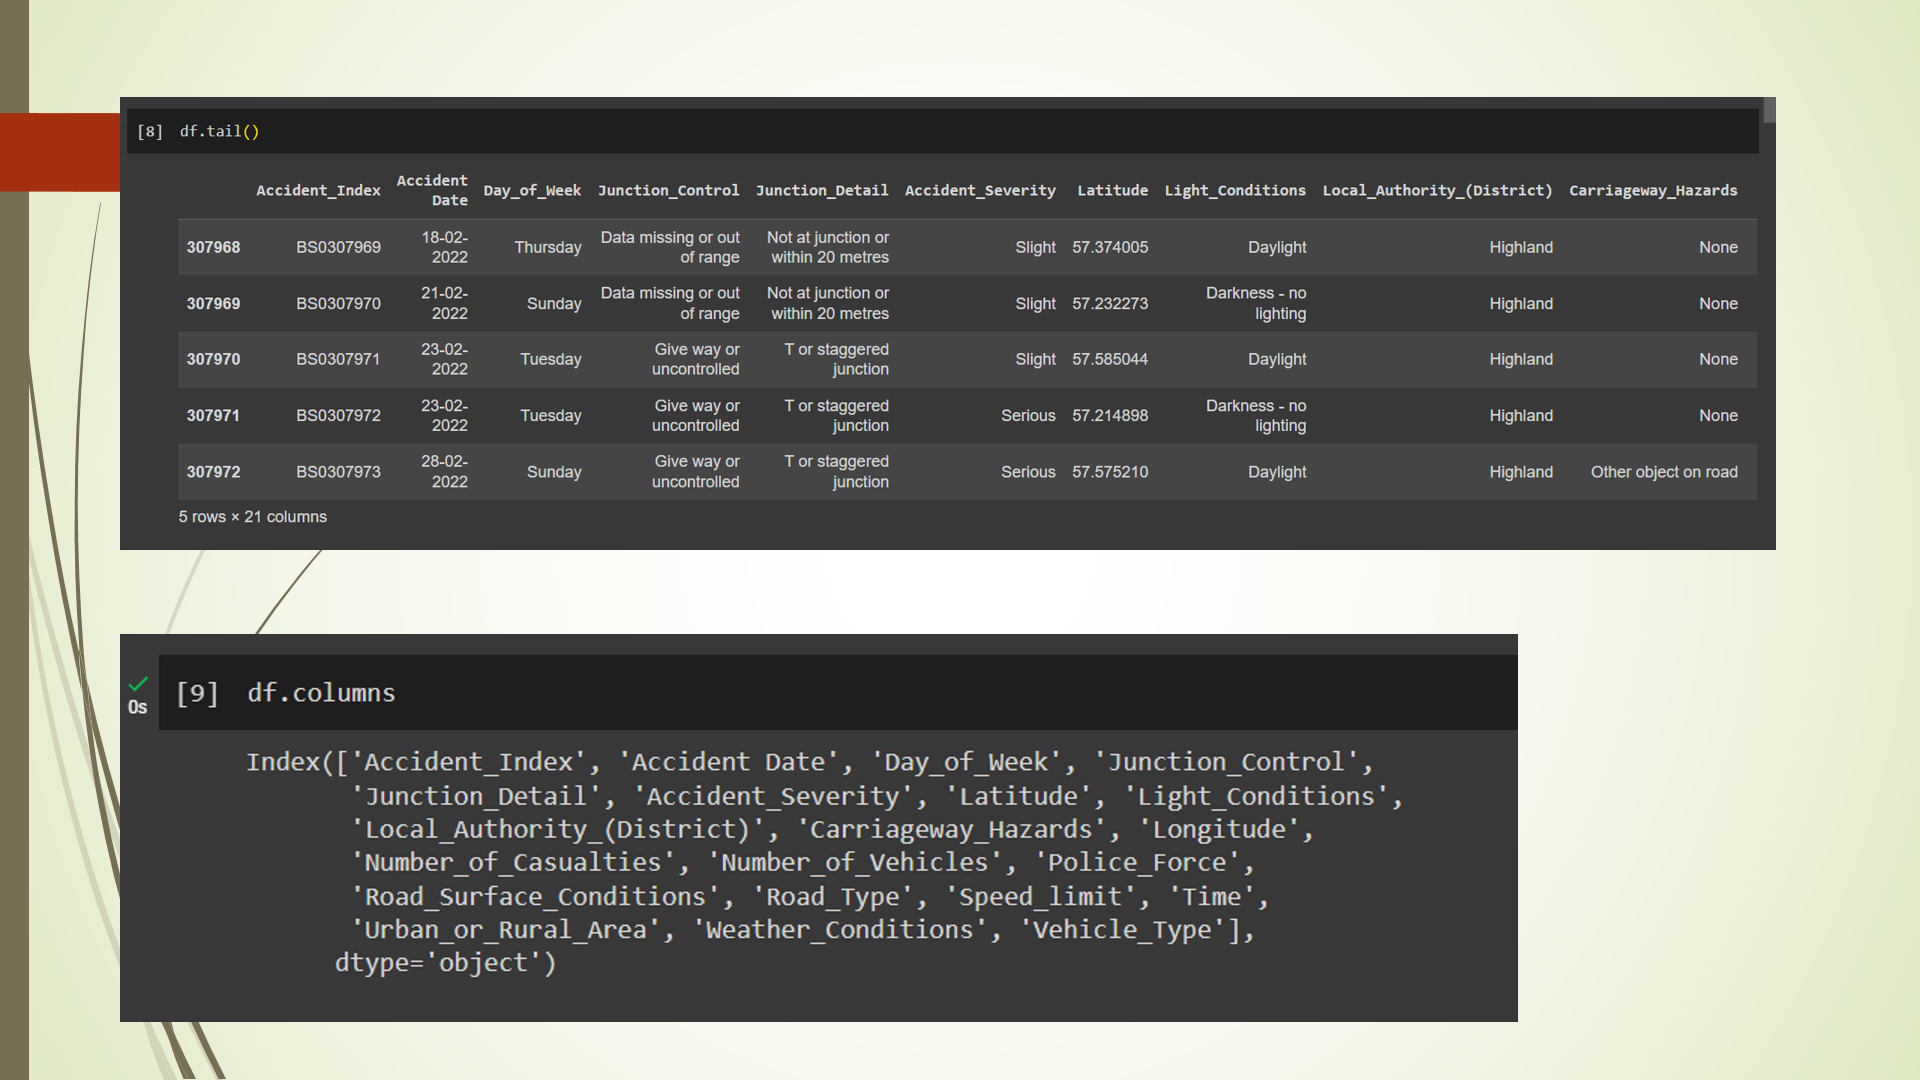 [8] df.tail()
Accident_Index Accident Date Day_of_Week Junction_Control Junction_Detail Accident_Severity Latitude Light_Conditions Local_Authority_(District) Carriageway_Hazards
307968 BS0307969 18-02-2022 Thursday Data missing or out of range Not at junction or within 20 metres Slight 57.374005 Daylight Highland None
307969 BS0307970 21-02-2022 Sunday Data missing or out of range Not at junction or within 20 metres Slight 57.232273 Darkness - no lighting Highland None
307970 BS0307971 23-02-2022 Tuesday Give way or uncontrolled T or staggered junction Slight 57.585044 Daylight Highland None
307971 BS0307972 23-02-2022 Tuesday Give way or uncontrolled T or staggered junction Serious 57.214898 Darkness - no lighting Highland None
307972 BS0307973 28-02-2022 Sunday Give way or uncontrolled T or staggered junction Serious 57.575210 Daylight Highland Other object on road
5 rows × 21 columns
[9] df.columns
0s
Index(['Accident_Index', 'Accident Date', 'Day_of_Week', 'Junction_Control',
'Junction_Detail', 'Accident_Severity', 'Latitude', 'Light_Conditions',
'Local_Authority_(District)', 'Carriageway_Hazards', 'Longitude',
'Number_of_Casualties', 'Number_of_Vehicles', 'Police_Force',
'Road_Surface_Conditions', 'Road_Type', 'Speed_limit', 'Time',
'Urban_or_Rural_Area', 'Weather_Conditions', 'Vehicle_Type'],
dtype='object')